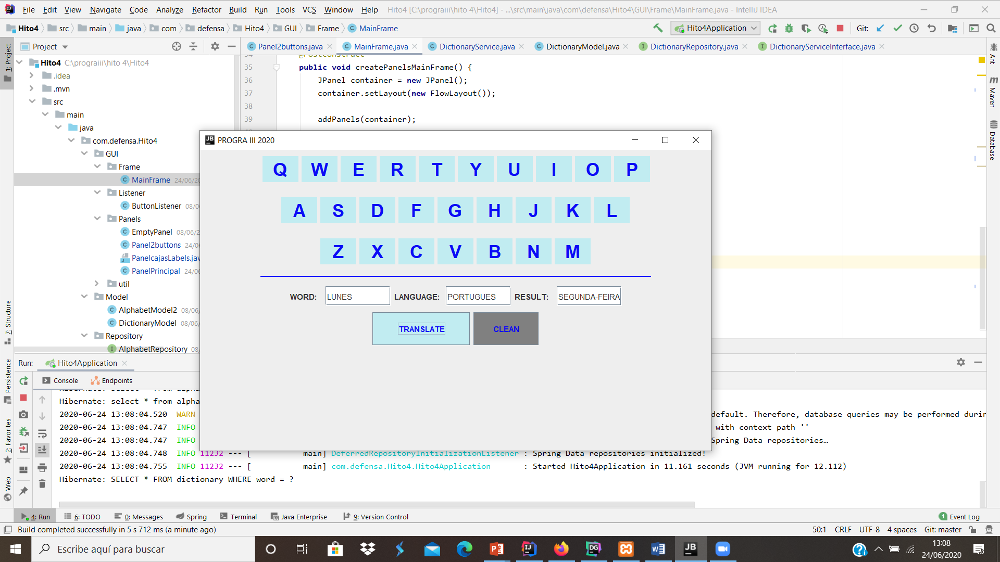 File Edit View Navigate Code Analyze Refactor Build Run Tools VCS Window Help Hito4 [C:\prograiii\hito 4\Hito4] - ...\src\main\java\com\defensa\Hito4\GUI\Frame\MainFrame.java - IntelliJ IDEA
Hito4 src main java com defensa Hito4 GUI Frame MainFrame Hito4Application Git:
Project Panel2buttons.java MainFrame.java DictionaryService.java DictionaryModel.java DictionaryRepository.java DictionaryServiceInterface.java
1: Project
7: Structure
Persistence
2: Favorites
Web
Ant
Maven
Database
Hito4 C:\prograiii\hito 4\Hito4
.idea
.mvn
src
main
java
com.defensa.Hito4
GUI
Frame
MainFrame 24/06/20
Listener
ButtonListener 08/0
Panels
EmptyPanel 08/06/2
Panel2buttons 24/0
PanelcajasLabels.jav
PanelPrincipal 24/06
util
Model
AlphabetModel2 08/06/
DictionaryModel 08/06/
Repository
AlphabetRepository 08/
34 @PostConstruct
35 public void createPanelsMainFrame() {
36 JPanel container = new JPanel();
37 container.setLayout(new FlowLayout());
38
39 addPanels(container);
PROGRA III 2020
Q W E R T Y U I O P
A S D F G H J K L
Z X C V B N M
WORD: LUNES LANGUAGE: PORTUGUES RESULT: SEGUNDA-FEIRA
TRANSLATE CLEAN
Run: Hito4Application
Console Endpoints
Hibernate: select * from alpha
Hibernate: select * from alpha
2020-06-24 13:08:04.520 WARN default. Therefore, database queries may be performed durin
2020-06-24 13:08:04.747 INFO with context path ''
2020-06-24 13:08:04.747 INFO Spring Data repositories…
2020-06-24 13:08:04.748 INFO 11232 --- [ main] DeferredRepositoryInitializationListener : Spring Data repositories initialized!
2020-06-24 13:08:04.755 INFO 11232 --- [ main] com.defensa.Hito4.Hito4Application : Started Hito4Application in 11.161 seconds (JVM running for 12.112)
Hibernate: SELECT * FROM dictionary WHERE word = ?
4: Run 6: TODO 0: Messages Spring Terminal Java Enterprise 9: Version Control 1 Event Log
Build completed successfully in 5 s 712 ms (a minute ago) 50:1 CRLF UTF-8 4 spaces Git: master
Escribe aquí para buscar
13:08
24/06/2020